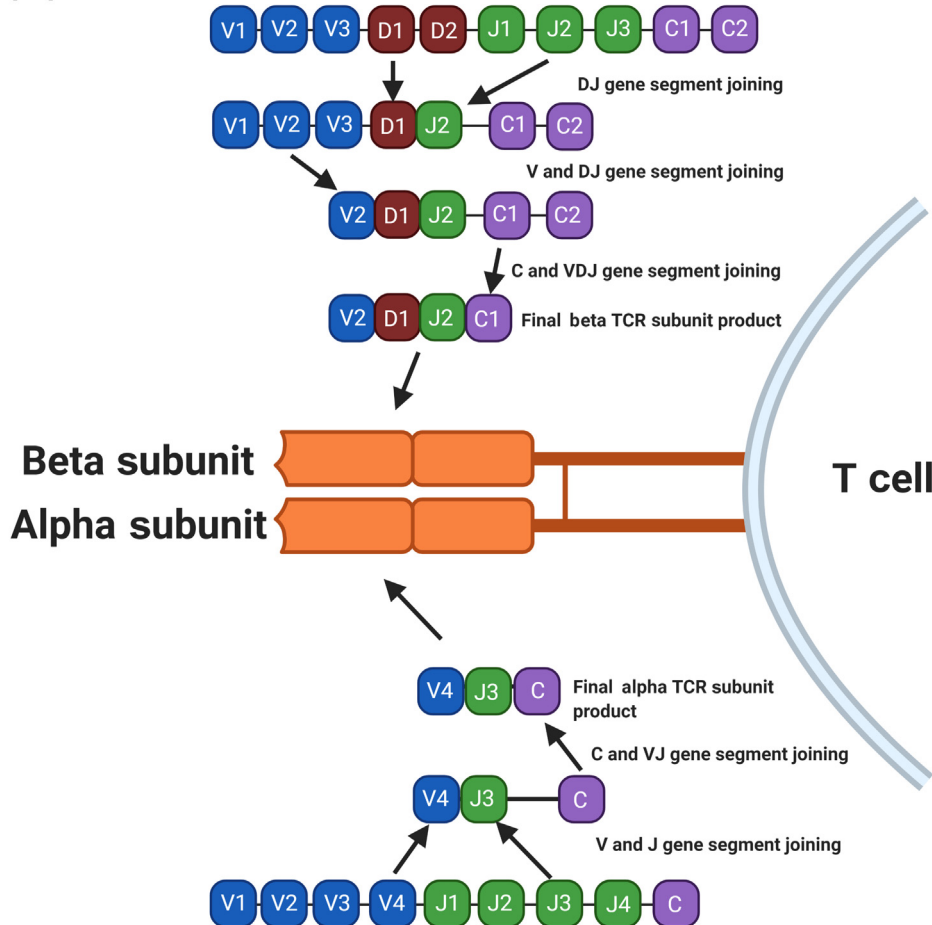 V1 V2 V3 D1 D2 J1 J2 J3 C1 C2
DJ gene segment joining
V1 V2 V3 D1 J2 C1 C2
V and DJ gene segment joining
V2 D1 J2 C1 C2
C and VDJ gene segment joining
V2 D1 J2 C1 Final beta TCR subunit product
Beta subunit
T cell
Alpha subunit
V4 J3 C Final alpha TCR subunit
product
C and VJ gene segment joining
V4 J3 C
V and J gene segment joining
V1 V2 V3 V4 J1 J2 J3 J4 C